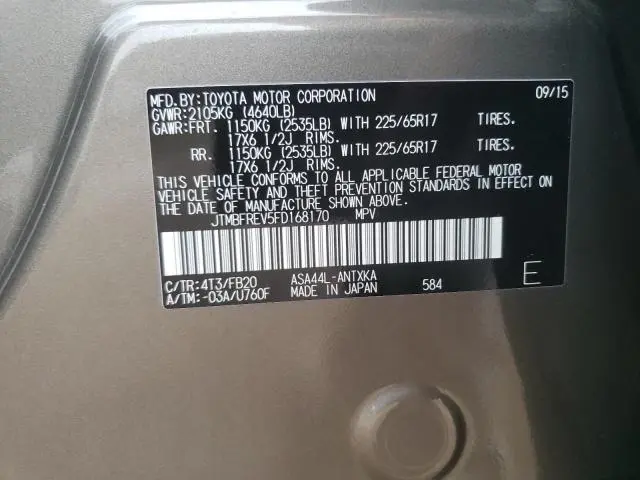 MFD.BY:TOYOTA MOTOR CORPORATION 09/15
GVWR:2105KG (4640LB)
GAWR:FRT. 1150KG (2535LB) WITH 225/65R17 TIRES.
17X6 1/2J RIMS.
RR. 1150KG (2535LB) WITH 225/65R17 TIRES.
17X6 1/2J RIMS.
THIS VEHICLE CONFORMS TO ALL APPLICABLE FEDERAL MOTOR
VEHICLE SAFETY AND THEFT PREVENTION STANDARDS IN EFFECT
ON THE DATE OF MANUFACTURE SHOWN ABOVE.
JTMBFREV5FD168170 MPV
C/TR:4T3/FB20 ASA44L-ANTXKA
A/TM:-03A/U760F MADE IN JAPAN 584 E